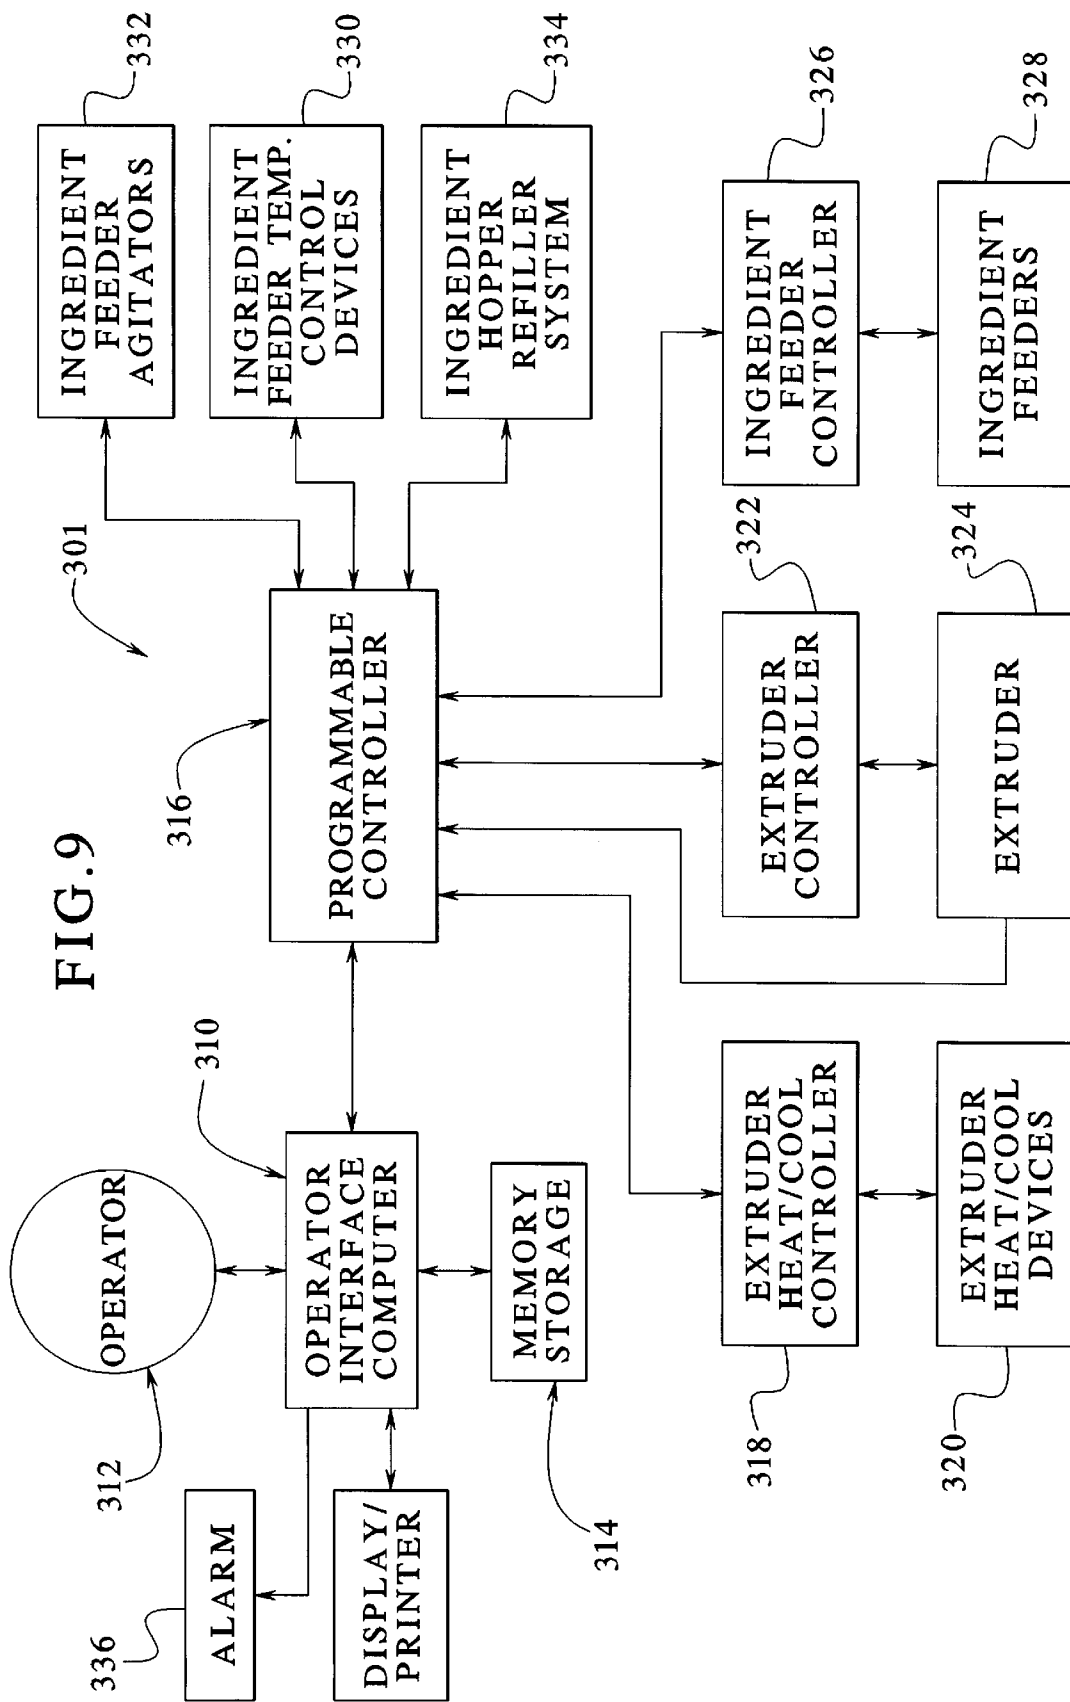 FIG.9
301
OPERATOR
312
ALARM
336
DISPLAY/
PRINTER
OPERATOR
INTERFACE
COMPUTER
310
MEMORY
STORAGE
314
PROGRAMMABLE
CONTROLLER
316
INGREDIENT
FEEDER
AGITATORS
332
INGREDIENT
FEEDER TEMP.
CONTROL
DEVICES
330
INGREDIENT
HOPPER
REFILLER
SYSTEM
334
EXTRUDER
HEAT/COOL
CONTROLLER
318
EXTRUDER
HEAT/COOL
DEVICES
320
EXTRUDER
CONTROLLER
322
EXTRUDER
324
INGREDIENT
FEEDER
CONTROLLER
326
INGREDIENT
FEEDERS
328